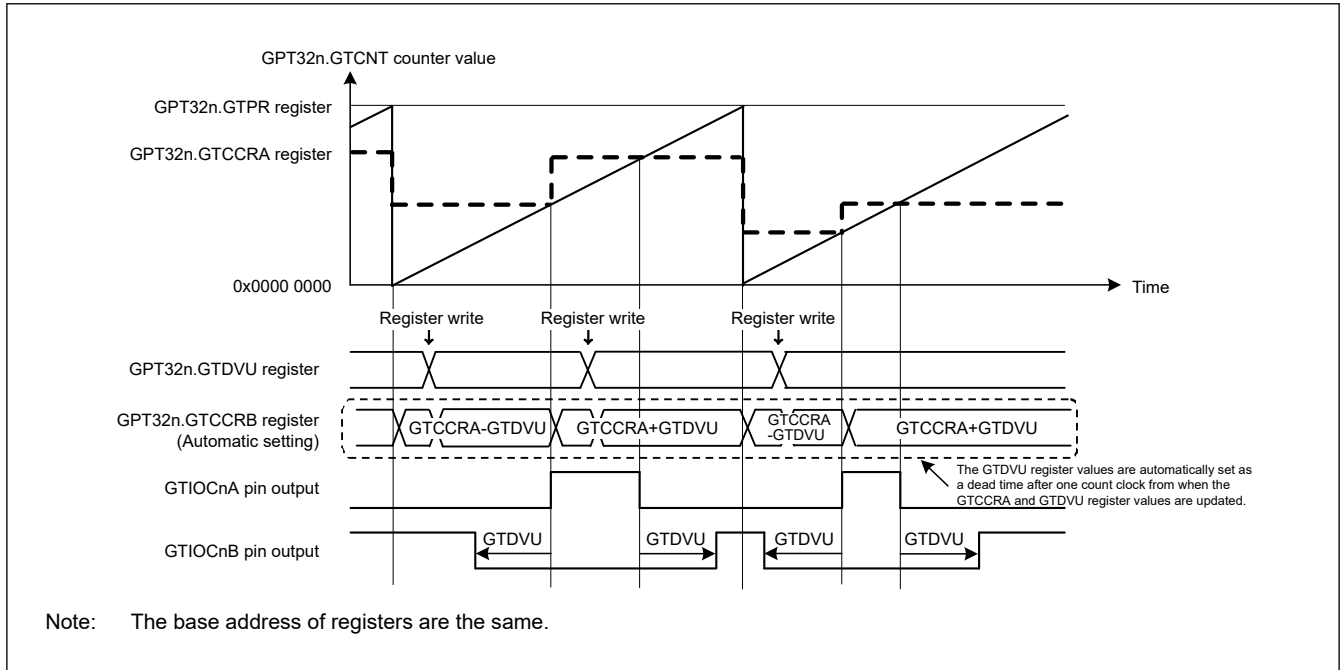 GPT32n.GTCNT counter value
GPT32n.GTPR register
GPT32n.GTCCRA register
0x0000 0000
Time
Register write
Register write
Register write
GPT32n.GTDVU register
GPT32n.GTCCRB register
(Automatic setting)
GTCCRA-GTDVU
GTCCRA+GTDVU
GTCCRA
-GTDVU
GTCCRA+GTDVU
The GTDVU register values are automatically set as
a dead time after one count clock from when the
GTCCRA and GTDVU register values are updated.
GTIOCnA pin output
GTIOCnB pin output
GTDVU
GTDVU
GTDVU
GTDVU
Note: The base address of registers are the same.